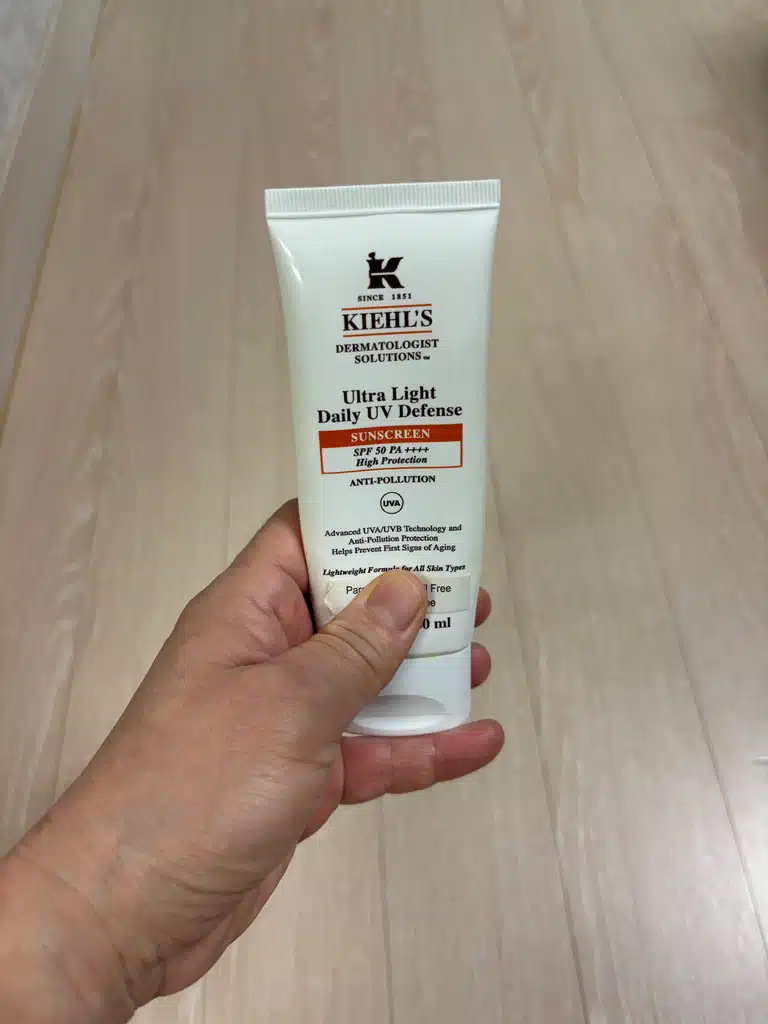 K
SINCE 1851
KIEHL'S
DERMATOLOGIST
SOLUTIONS™
Ultra Light
Daily UV Defense
SUNSCREEN
SPF 50 PA ++++
High Protection
ANTI-POLLUTION
UVA
Advanced UVA/UVB Technology and
Anti-Pollution Protection
Helps Prevent First Signs of Aging
Lightweight Formula for All Skin Types
Free
ml